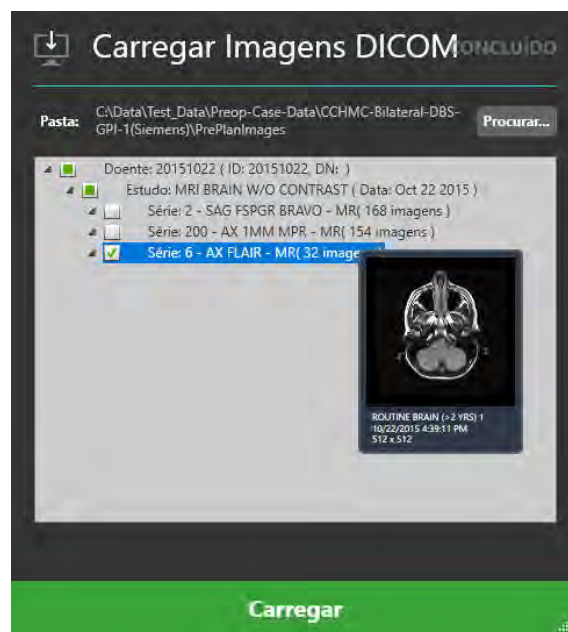 Carregar Imagens DICOM
CONCLUÍDO
Pasta:
C:\Data\Test_Data\Preop-Case-Data\CCHMC-Bilateral-DBS-
GPI-1(Siemens)\PrePlanImages
Procurar...
Doente: 20151022 ( ID: 20151022, DN: )
Estudo: MRI BRAIN W/O CONTRAST ( Data: Oct 22 2015 )
Série: 2 - SAG FSPGR BRAVO - MR( 168 imagens )
Série: 200 - AX 1MM MPR - MR( 154 imagens )
Série: 6 - AX FLAIR - MR( 32 image
ROUTINE BRAIN (>2 YRS) 1
10/22/2015 4:39:11 PM
512 x 512
Carregar